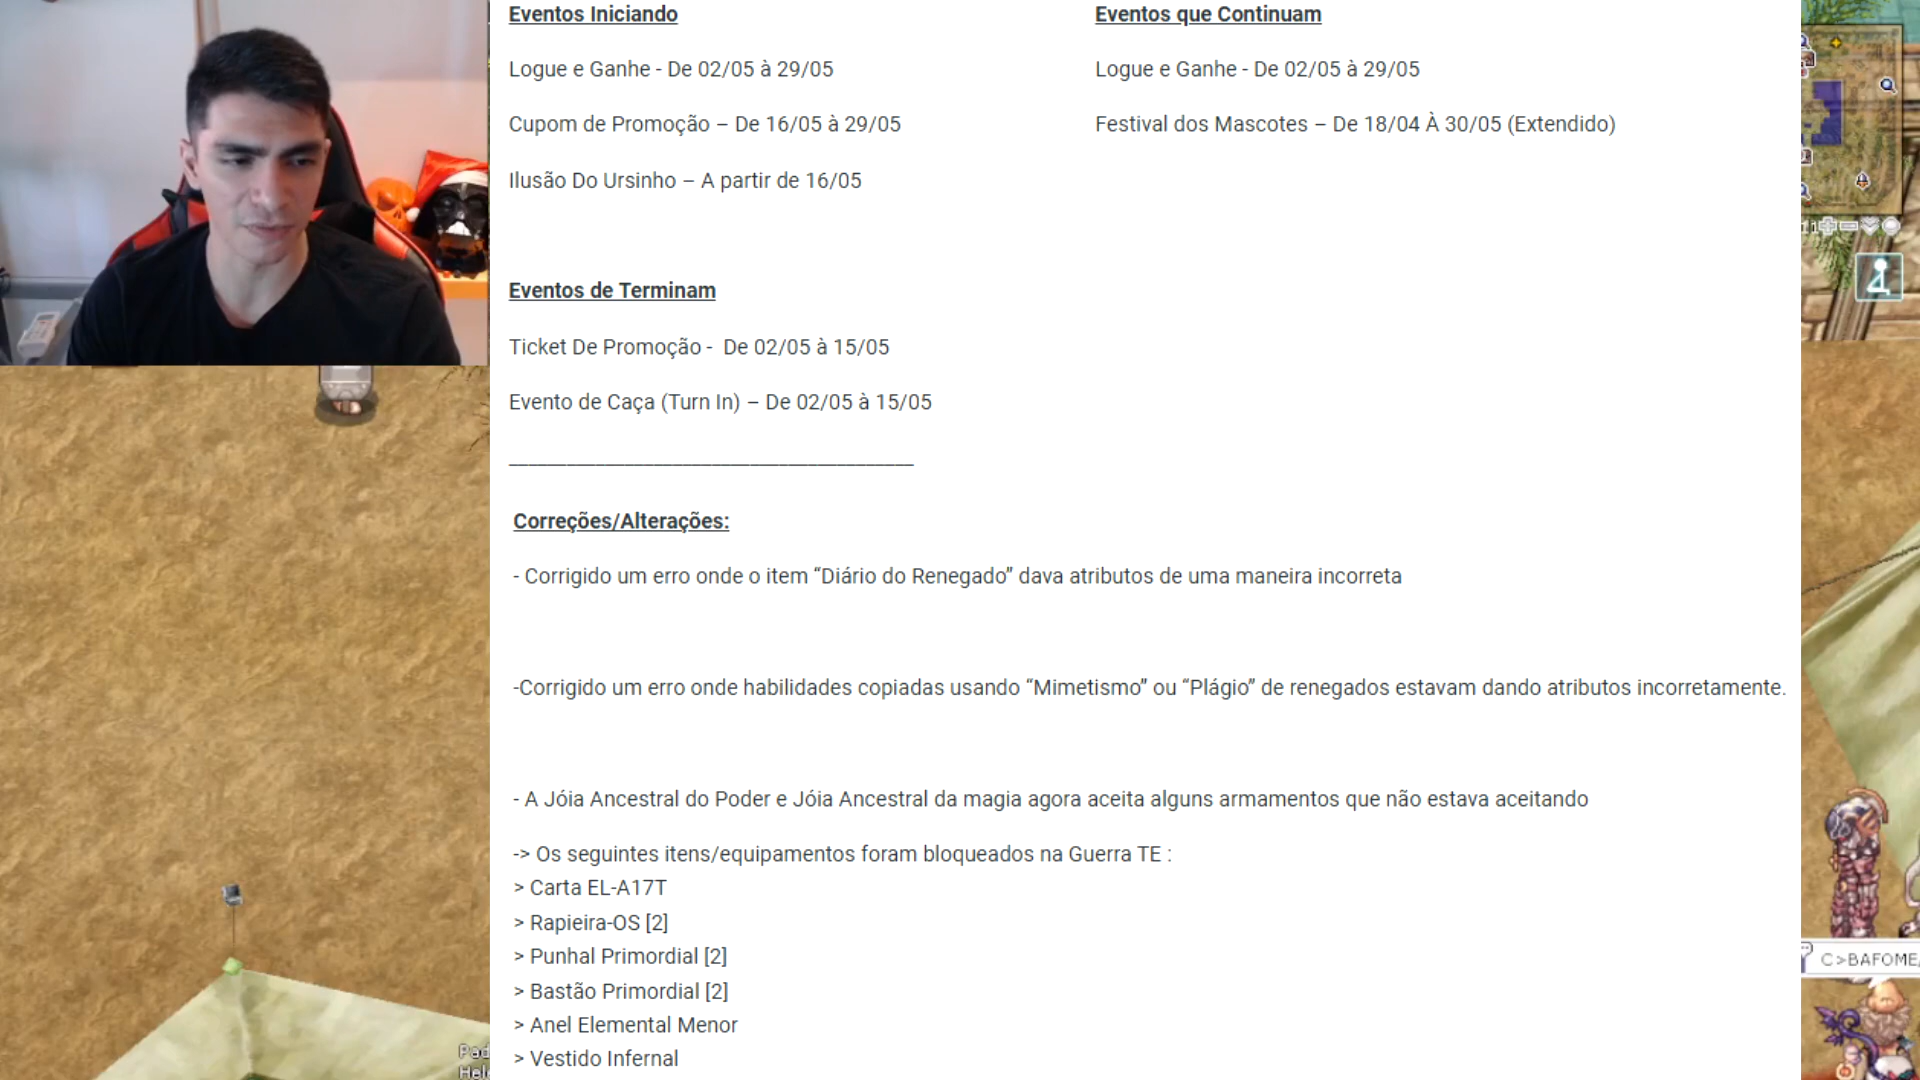 Eventos Iniciando
Logue e Ganhe - De 02/05 à 29/05
Cupom de Promoção – De 16/05 à 29/05
Ilusão Do Ursinho – A partir de 16/05
Eventos que Continuam
Logue e Ganhe - De 02/05 à 29/05
Festival dos Mascotes – De 18/04 À 30/05 (Extendido)
Eventos de Terminam
Ticket De Promoção -  De 02/05 à 15/05
Evento de Caça (Turn In) – De 02/05 à 15/05
Correções/Alterações:
- Corrigido um erro onde o item “Diário do Renegado” dava atributos de uma maneira incorreta
-Corrigido um erro onde habilidades copiadas usando “Mimetismo” ou “Plágio” de renegados estavam dando atributos incorretamente.
- A Jóia Ancestral do Poder e Jóia Ancestral da magia agora aceita alguns armamentos que não estava aceitando
-> Os seguintes itens/equipamentos foram bloqueados na Guerra TE :
> Carta EL-A17T
> Rapieira-OS [2]
> Punhal Primordial [2]
> Bastão Primordial [2]
> Anel Elemental Menor
> Vestido Infernal
C>BAFOME
Pad
Hel